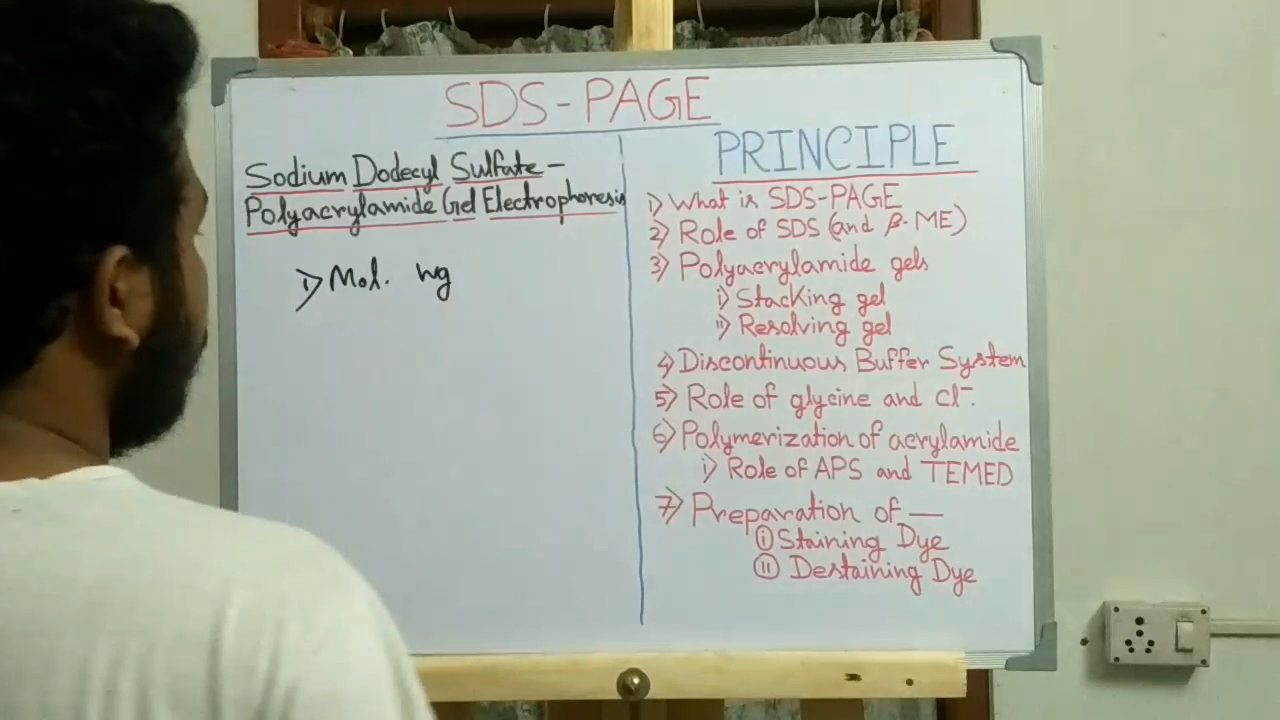 SDS-PAGE
Sodium Dodecyl Sulfate-
Polyacrylamide Gel Electrophoresis
1) Mol. wg
PRINCIPLE
1) What is SDS-PAGE
2) Role of SDS (and β-ME)
3) Polyacrylamide gels
i) Stacking gel
ii) Resolving gel
4) Discontinuous Buffer System
5) Role of glycine and Cl⁻.
6) Polymerization of acrylamide
i) Role of APS and TEMED
7) Preparation of —
(i) Staining Dye
(ii) Destaining Dye